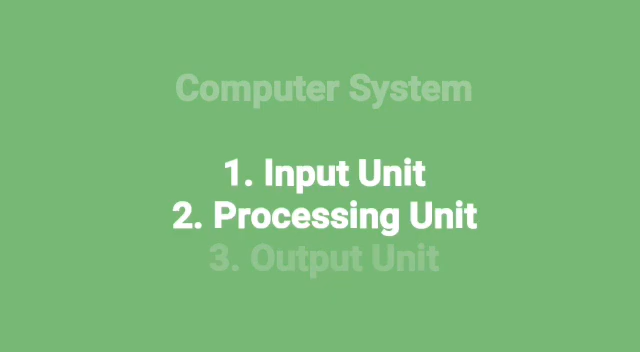 Computer System
1. Input Unit
2. Processing Unit
3. Output Unit